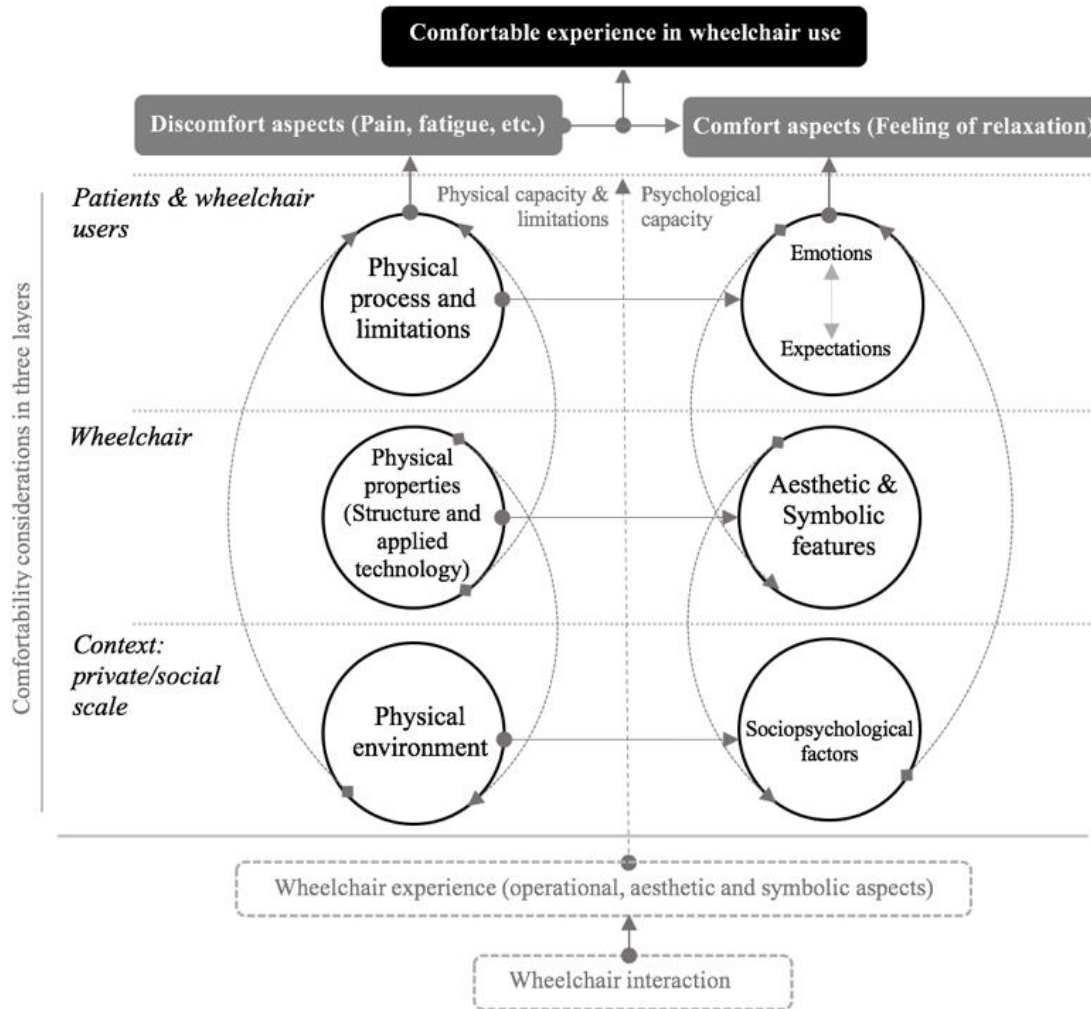 Comfortable experience in wheelchair use
Discomfort aspects (Pain, fatigue, etc.)
Comfort aspects (Feeling of relaxation)
Comfortability considerations in three layers
Patients & wheelchair
users
Physical capacity &
limitations
Psychological
capacity
Physical
process and
limitations
Emotions
Expectations
Wheelchair
Physical
properties
(Structure and
applied
technology)
Aesthetic &
Symbolic
features
Context:
private/social
scale
Physical
environment
Sociopsychological
factors
Wheelchair experience (operational, aesthetic and symbolic aspects)
Wheelchair interaction